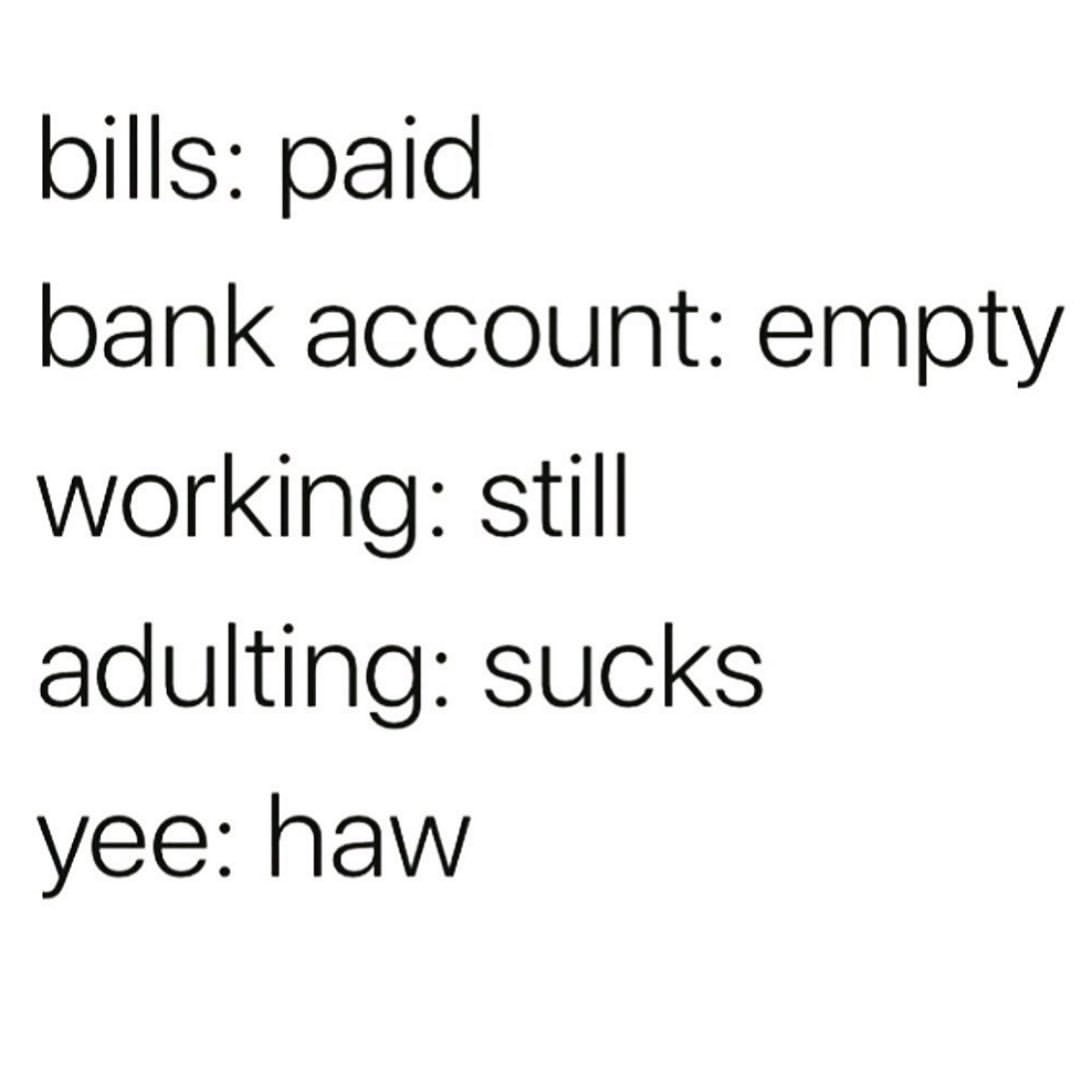 bills: paid
bank account: empty
working: still
adulting: sucks
yee: haw